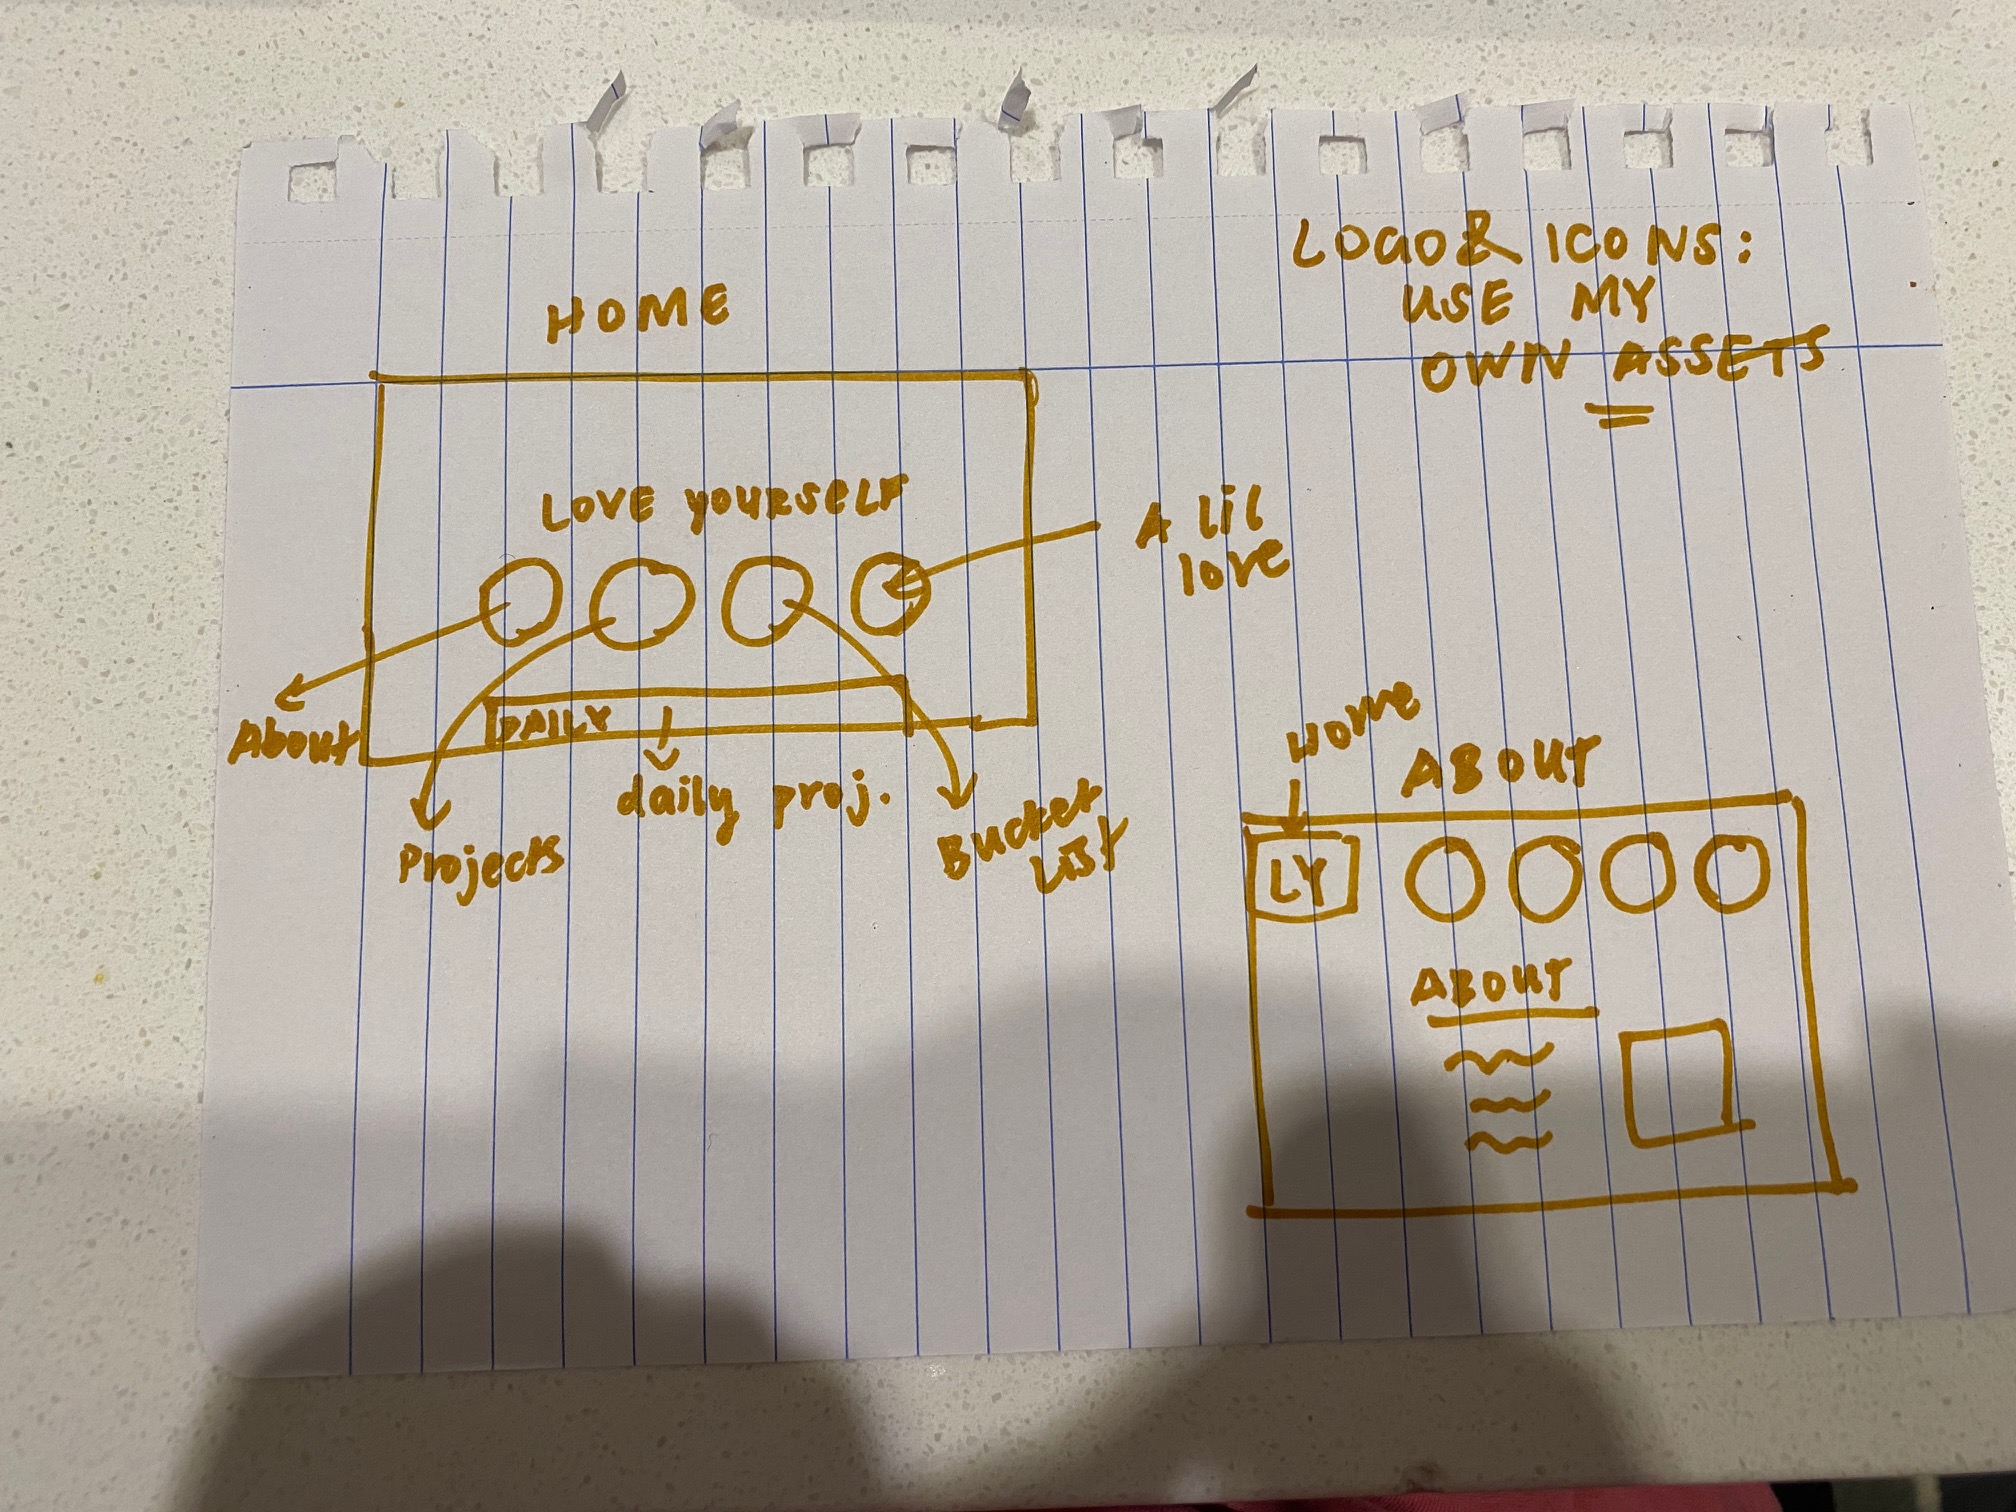 HOME
LOVE YOURSELF
DAILY
About
Projects
daily proj.
Bucket
List
A LIL
love
LOGO & ICONS:
USE MY
OWN ASSETS
HOME
ABOUT
LY
ABOUT